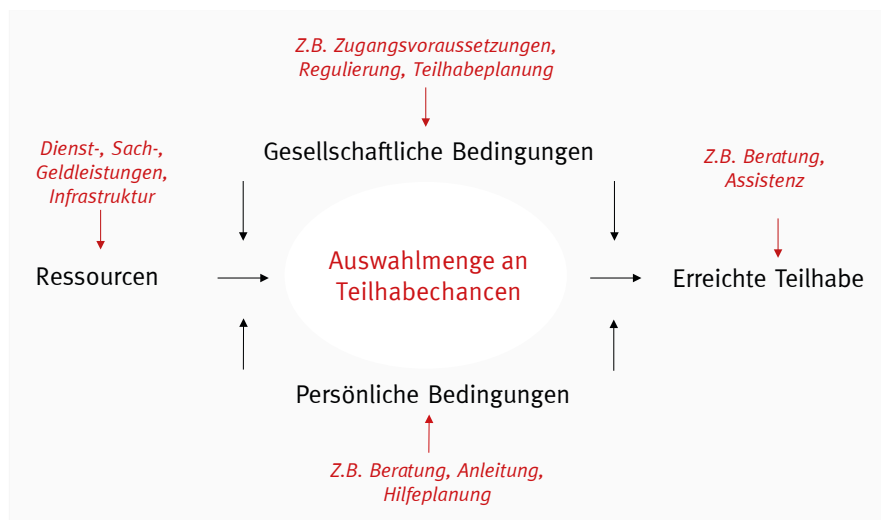 Z.B. Zugangsvoraussetzungen,
Regulierung, Teilhabeplanung
Dienst-, Sach-,
Geldleistungen,
Infrastruktur
Gesellschaftliche Bedingungen
Z.B. Beratung,
Assistenz
Ressourcen
Auswahlmenge an
Teilhabechancen
Erreichte Teilhabe
Persönliche Bedingungen
Z.B. Beratung, Anleitung,
Hilfeplanung